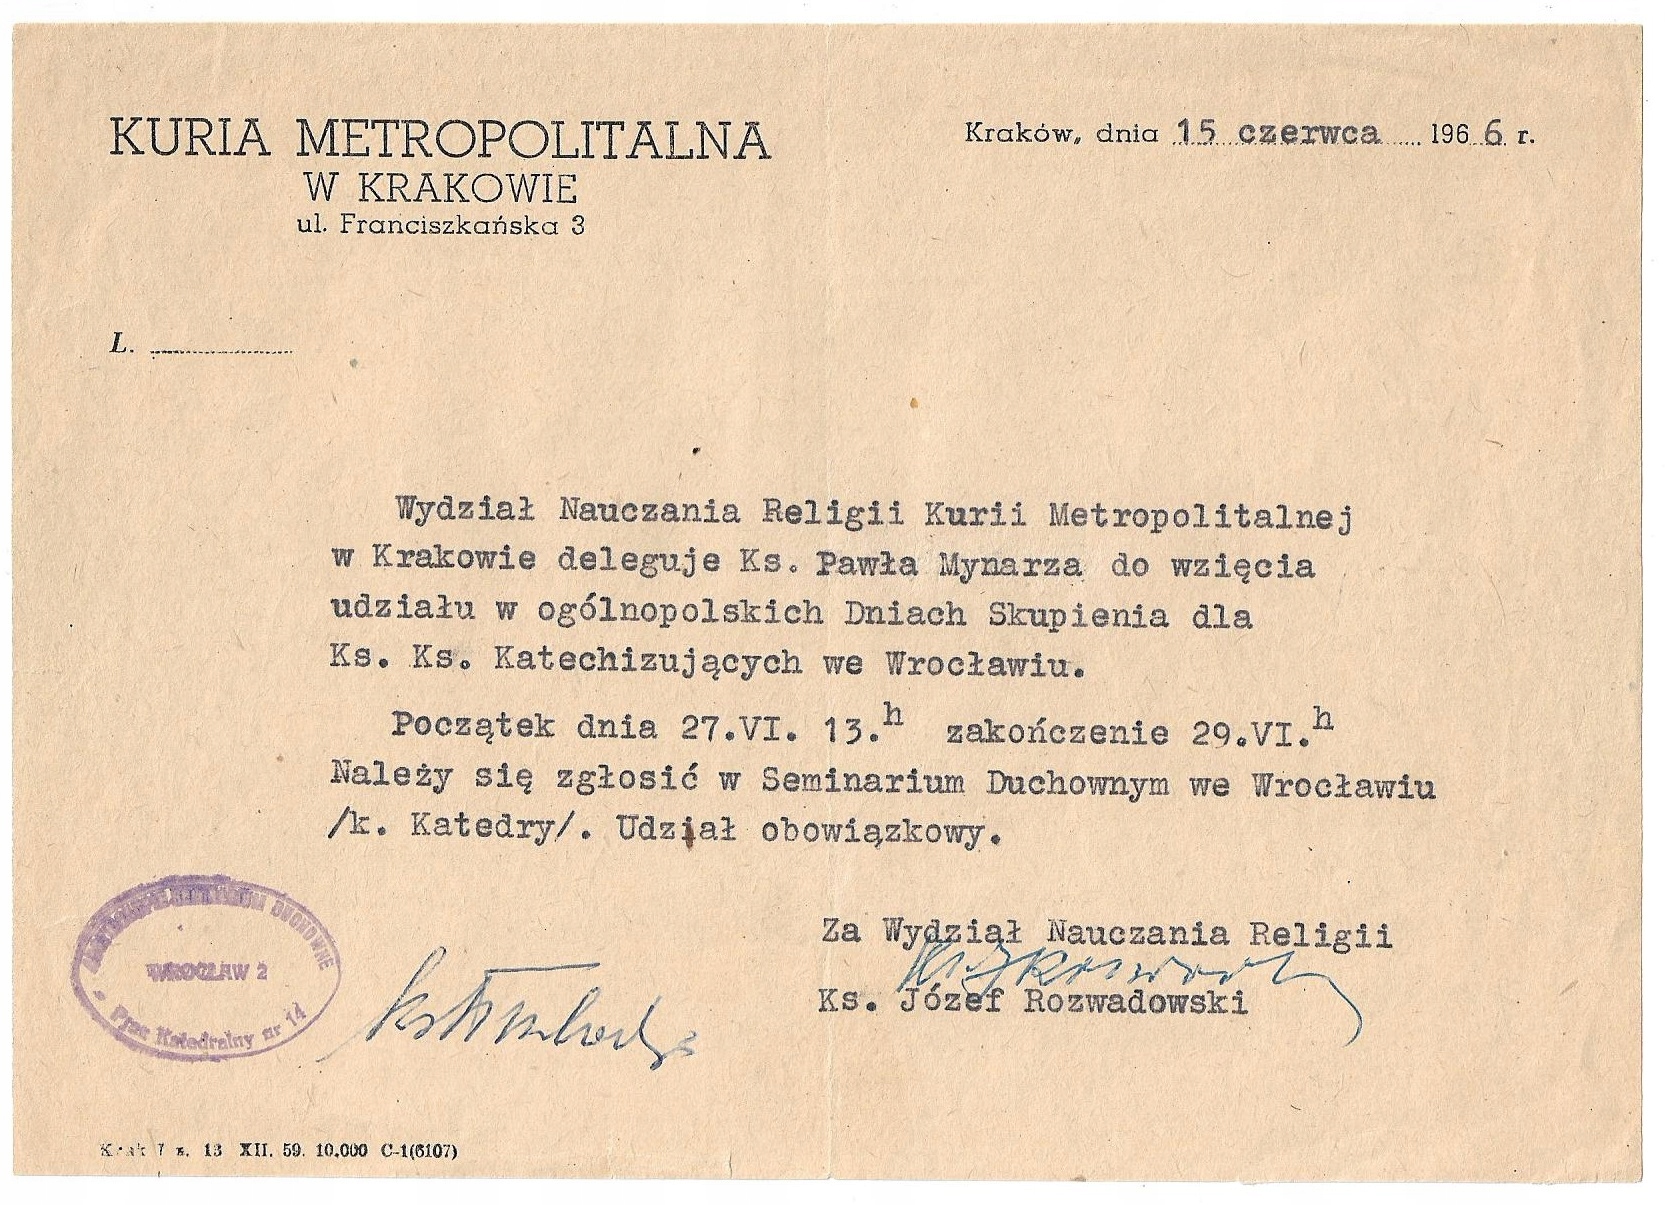 KURIA METROPOLITALNA
W KRAKOWIE
ul. Franciszkańska 3
Kraków, dnia 15 czerwca 1966 r.
L.
Wydział Nauczania Religii Kurii Metropolitalnej
w Krakowie deleguje Ks. Pawła Mynarza do wzięcia
udziału w ogólnopolskich Dniach Skupienia dla
Ks. Ks. Katechizujących we Wrocławiu.
Początek dnia 27.VI. 13.h zakończenie 29.VI.h
Należy się zgłosić w Seminarium Duchownym we Wrocławiu
/k. Katedry/. Udział obowiązkowy.
Za Wydział Nauczania Religii
Ks. Józef Rozwadowski
DUCHOWNE
WROCŁAW 2
Plac Katedralny nr 14
z. 13 XII. 59. 10.000 C-1(6107)